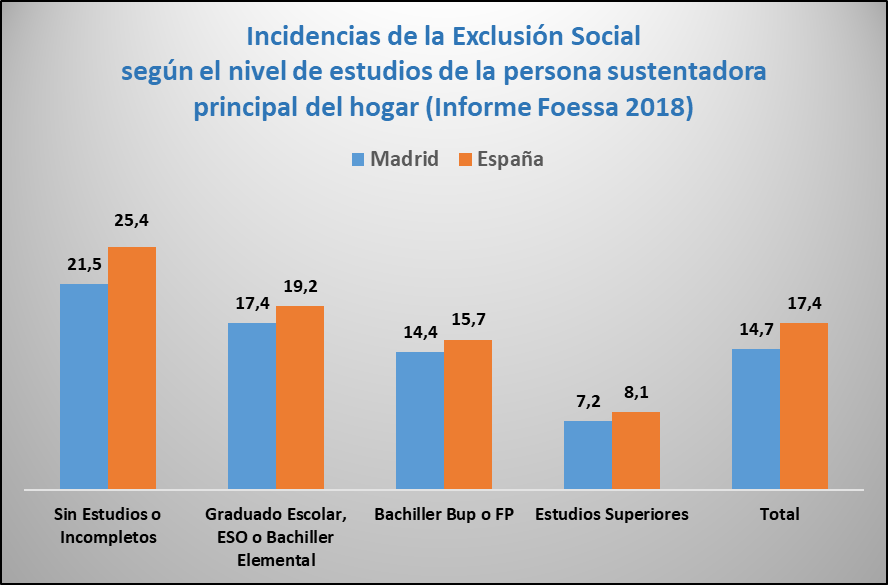 Incidencias de la Exclusión Social
según el nivel de estudios de la persona sustentadora
principal del hogar (Informe Foessa 2018)
Madrid España
21,5 25,4
17,4 19,2
14,4 15,7
7,2 8,1
14,7 17,4
Sin Estudios o
Incompletos
Graduado Escolar,
ESO o Bachiller
Elemental
Bachiller Bup o FP
Estudios Superiores
Total